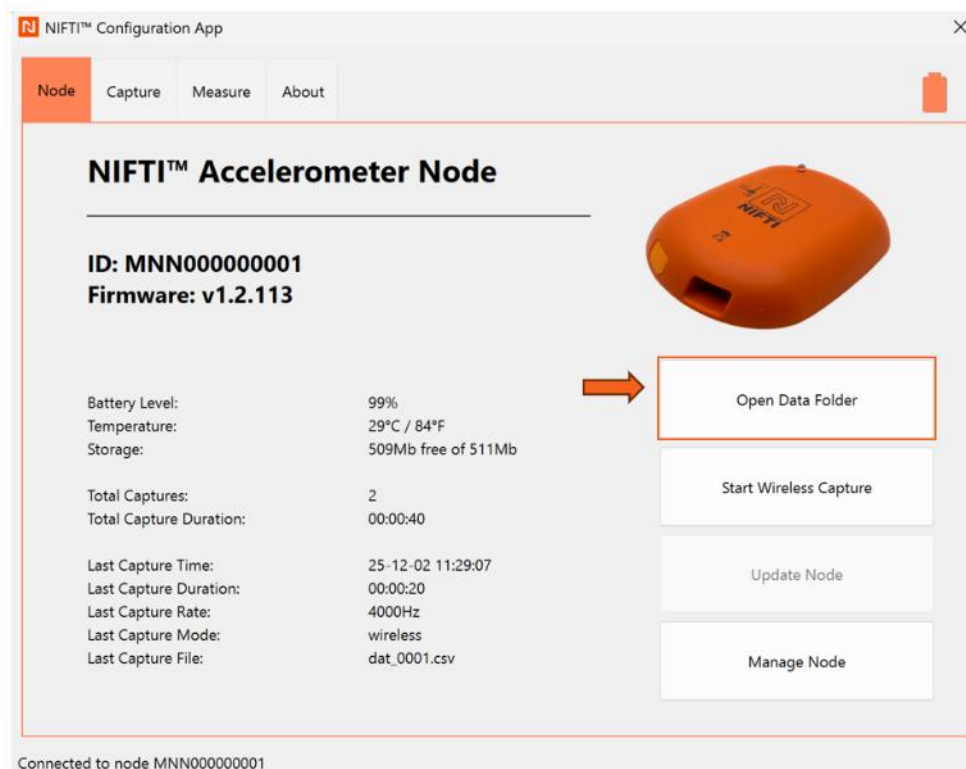 NIFTI™ Configuration App
Node Capture Measure About
NIFTI™ Accelerometer Node
NIFTI
ID: MNN000000001
Firmware: v1.2.113
Battery Level: 99%
Temperature: 29°C / 84°F
Storage: 509Mb free of 511Mb
Total Captures: 2
Total Capture Duration: 00:00:40
Last Capture Time: 25-12-02 11:29:07
Last Capture Duration: 00:00:20
Last Capture Rate: 4000Hz
Last Capture Mode: wireless
Last Capture File: dat_0001.csv
Open Data Folder
Start Wireless Capture
Update Node
Manage Node
Connected to node MNN000000001